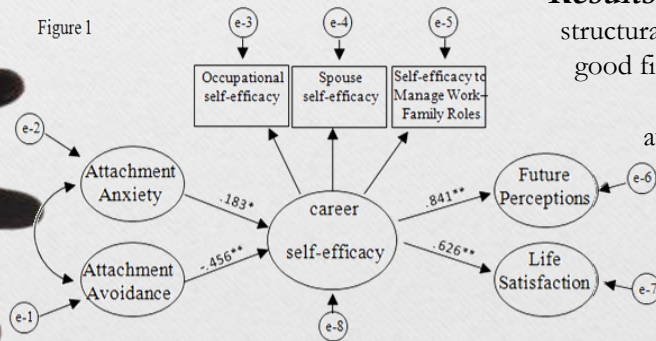 Figure 1
Results
structura
good fi
a
e-3
e-4
e-5
Occupational
self-efficacy
Spouse
self-efficacy
Self-efficacy to
Manage Work–
Family Roles
e-2
Attachment
Anxiety
.183*
career
self-efficacy
.841**
Future
Perceptions
e-6
Attachment
Avoidance
-.456**
.626**
Life
Satisfaction
e-7
e-1
e-8